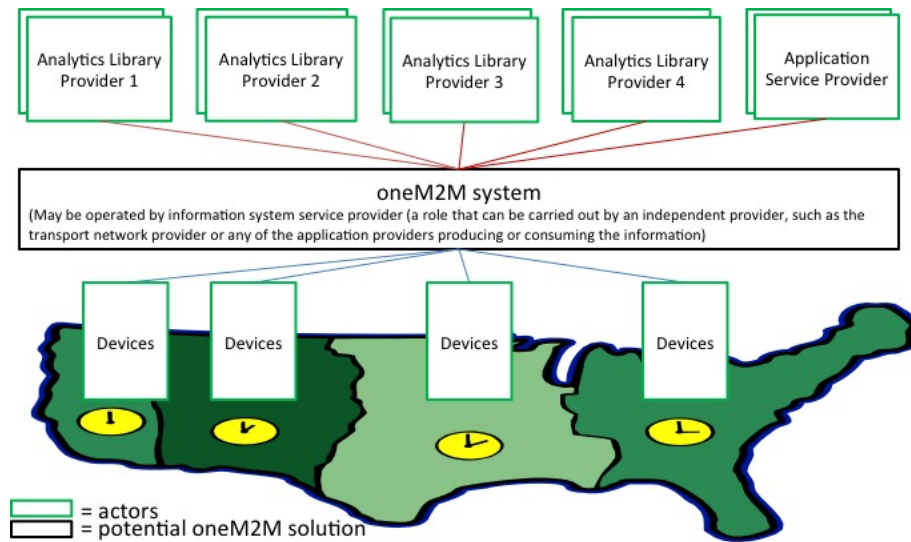 Analytics Library
Provider 1
Analytics Library
Provider 2
Analytics Library
Provider 3
Analytics Library
Provider 4
Application
Service Provider
oneM2M system
(May be operated by information system service provider (a role that can be carried out by an independent provider, such as the
transport network provider or any of the application providers producing or consuming the information)
Devices
Devices
Devices
Devices
= actors
= potential oneM2M solution